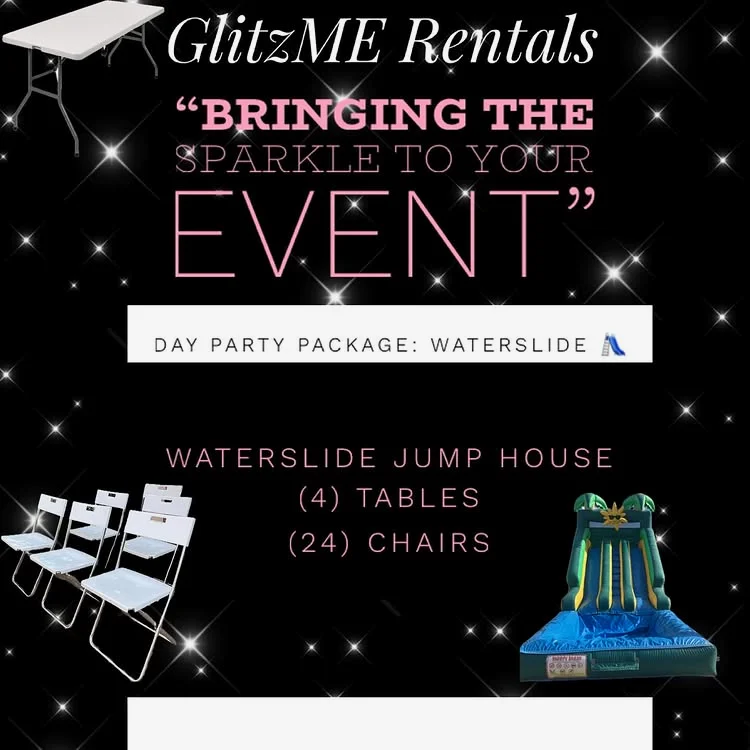 GlitzME Rentals
“BRINGING THE
SPARKLE TO YOUR
EVENT”
DAY PARTY PACKAGE: WATERSLIDE
WATERSLIDE JUMP HOUSE
(4) TABLES
(24) CHAIRS